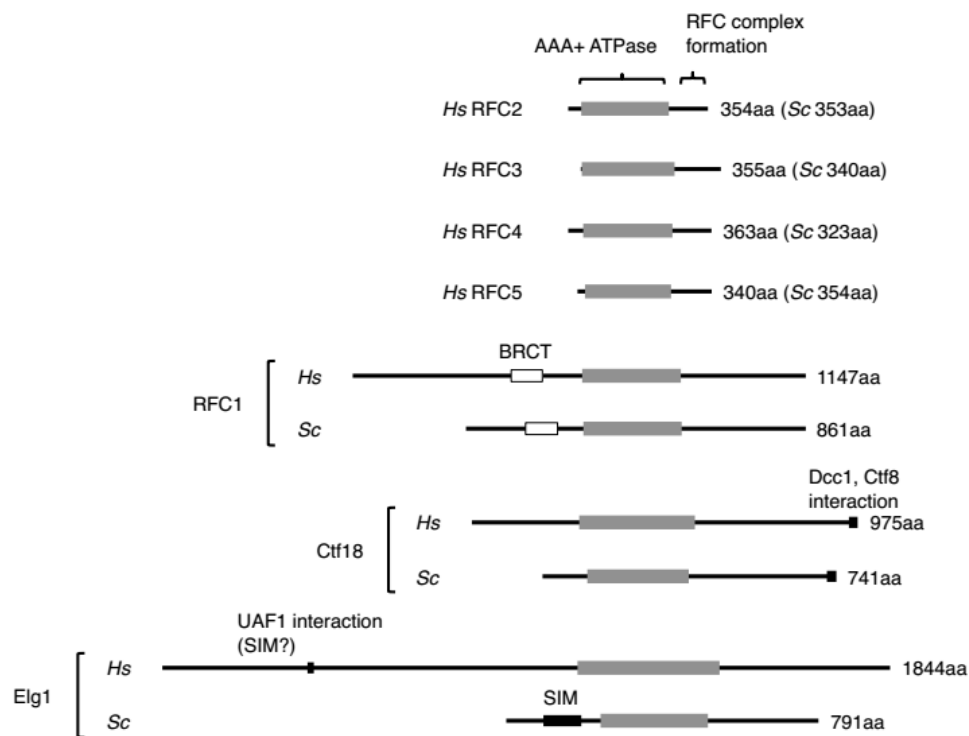 RFC complex
formation
AAA+ ATPase
Hs RFC2 354aa (Sc 353aa)
Hs RFC3 355aa (Sc 340aa)
Hs RFC4 363aa (Sc 323aa)
Hs RFC5 340aa (Sc 354aa)
BRCT
Hs 1147aa
RFC1
Sc 861aa
Dcc1, Ctf8
interaction
Hs 975aa
Ctf18
Sc 741aa
UAF1 interaction
(SIM?)
Hs 1844aa
Elg1
SIM
Sc 791aa